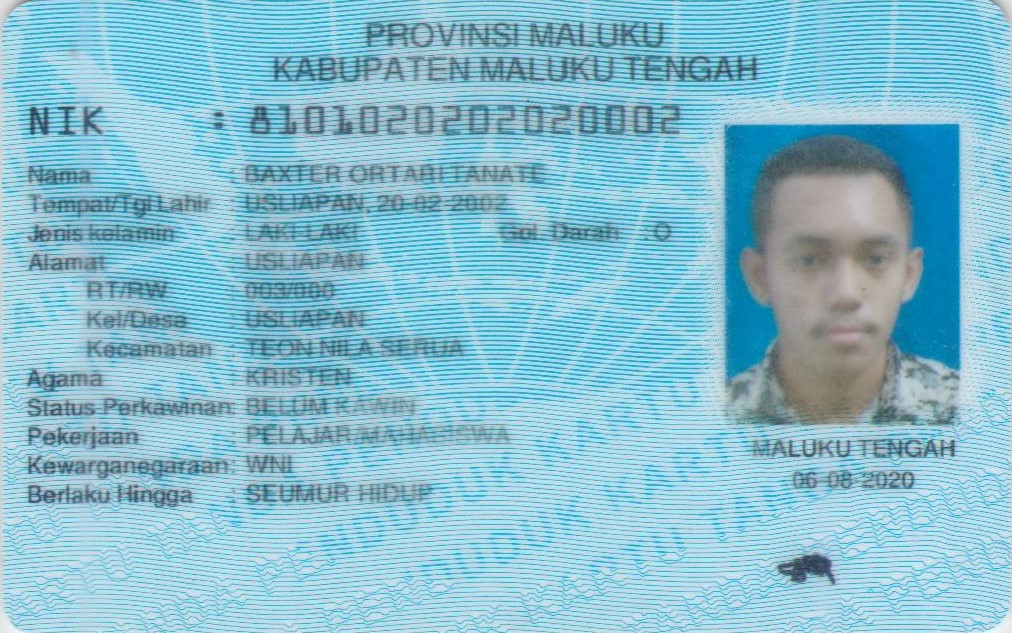 PROVINSI MALUKU
KABUPATEN MALUKU TENGAH
NIK : 8101020202020002
Nama : BAXTER ORTARI TANATE
Tempat/Tgl Lahir : USLIAPAN, 20-02-2002
Jenis kelamin : LAKI-LAKI Gol. Darah : O
Alamat : USLIAPAN
RT/RW : 003/000
Kel/Desa : USLIAPAN
Kecamatan : TEON NILA SERUA
Agama : KRISTEN
Status Perkawinan: BELUM KAWIN
Pekerjaan : PELAJAR/MAHASISWA
Kewarganegaraan: WNI
Berlaku Hingga : SEUMUR HIDUP
MALUKU TENGAH
06-08-2020